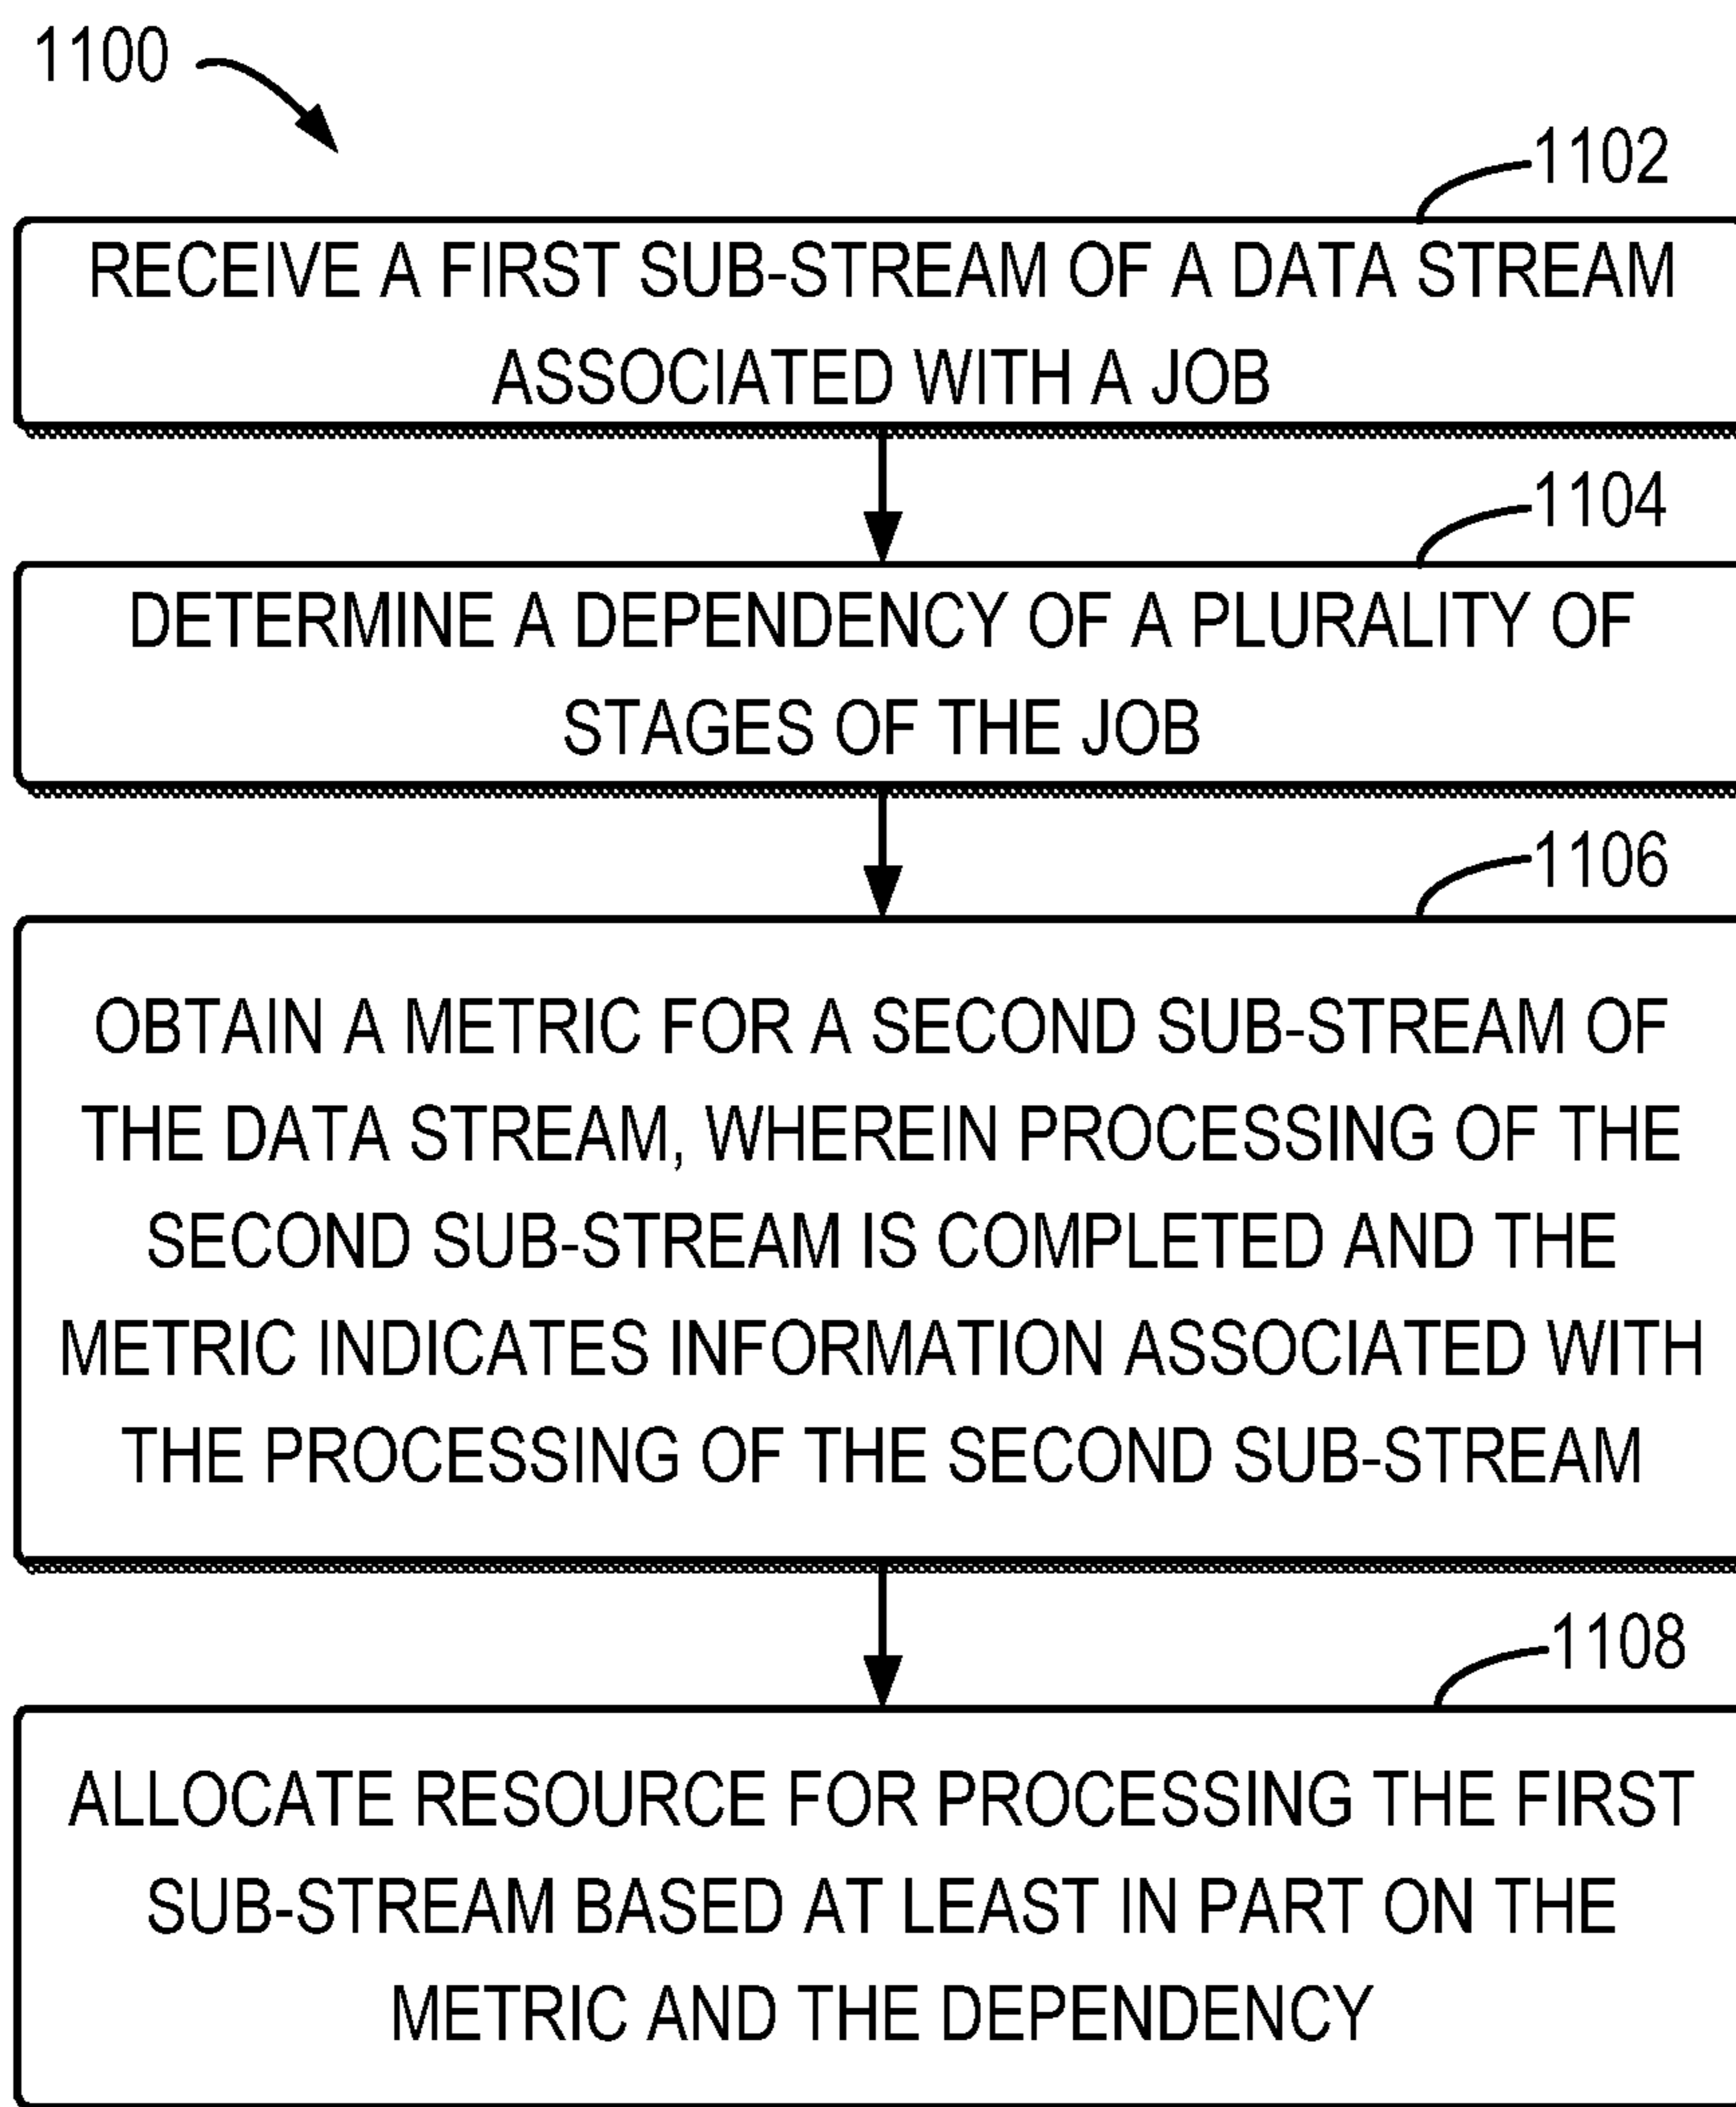 1100
1102
RECEIVE A FIRST SUB-STREAM OF A DATA STREAM
ASSOCIATED WITH A JOB
1104
DETERMINE A DEPENDENCY OF A PLURALITY OF
STAGES OF THE JOB
1106
OBTAIN A METRIC FOR A SECOND SUB-STREAM OF
THE DATA STREAM, WHEREIN PROCESSING OF THE
SECOND SUB-STREAM IS COMPLETED AND THE
METRIC INDICATES INFORMATION ASSOCIATED WITH
THE PROCESSING OF THE SECOND SUB-STREAM
1108
ALLOCATE RESOURCE FOR PROCESSING THE FIRST
SUB-STREAM BASED AT LEAST IN PART ON THE
METRIC AND THE DEPENDENCY